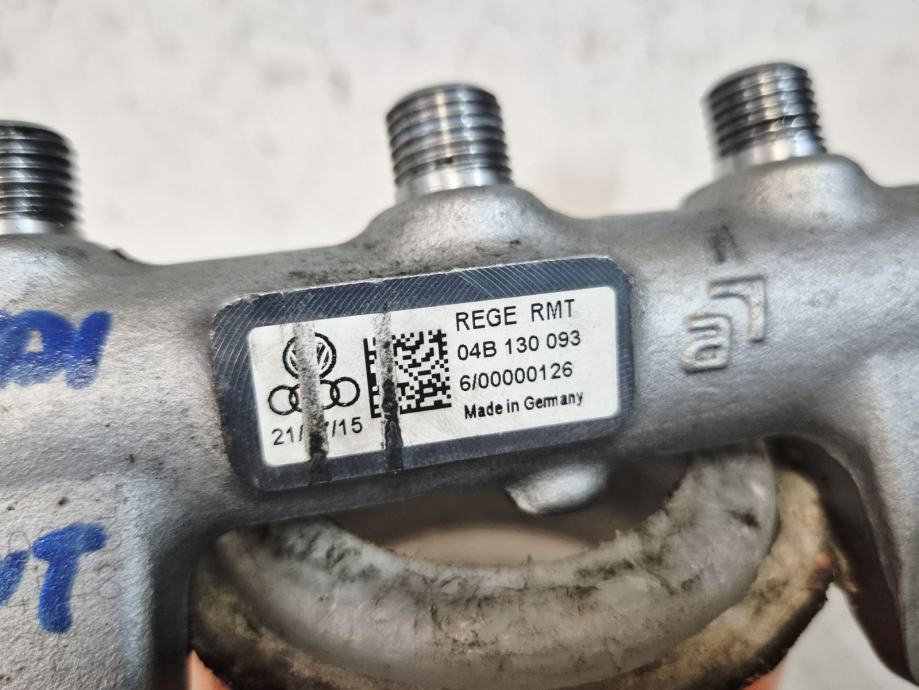 REGE RMT
04B 130 093
6/00000126
Made in Germany